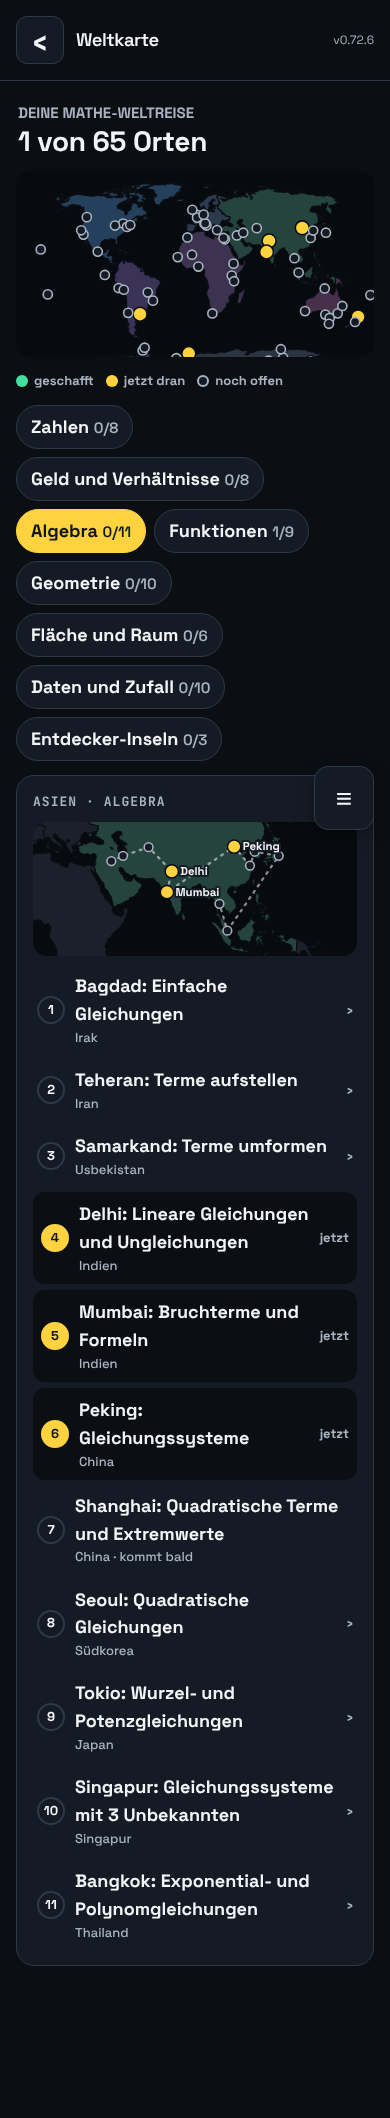 < Weltkarte v0.72.6
DEINE MATHE-WELTREISE
1 von 65 Orten
geschafft jetzt dran noch offen
Zahlen 0/8
Geld und Verhältnisse 0/8
Algebra 0/11 Funktionen 1/9
Geometrie 0/10
Fläche und Raum 0/6
Daten und Zufall 0/10
Entdecker-Inseln 0/3
ASIEN · ALGEBRA
Peking
Delhi
Mumbai
Bagdad: Einfache
Gleichungen
1 >
Irak
Teheran: Terme aufstellen
2 >
Iran
Samarkand: Terme umformen
3 >
Usbekistan
Delhi: Lineare Gleichungen
4 jetzt
und Ungleichungen
Indien
Mumbai: Bruchterme und
5 jetzt
Formeln
Indien
Peking:
6 jetzt
Gleichungssysteme
China
Shanghai: Quadratische Terme
7
und Extremwerte
China · kommt bald
Seoul: Quadratische
8 >
Gleichungen
Südkorea
Tokio: Wurzel- und
9 >
Potenzgleichungen
Japan
Singapur: Gleichungssysteme
10 >
mit 3 Unbekannten
Singapur
Bangkok: Exponential- und
11 >
Polynomgleichungen
Thailand